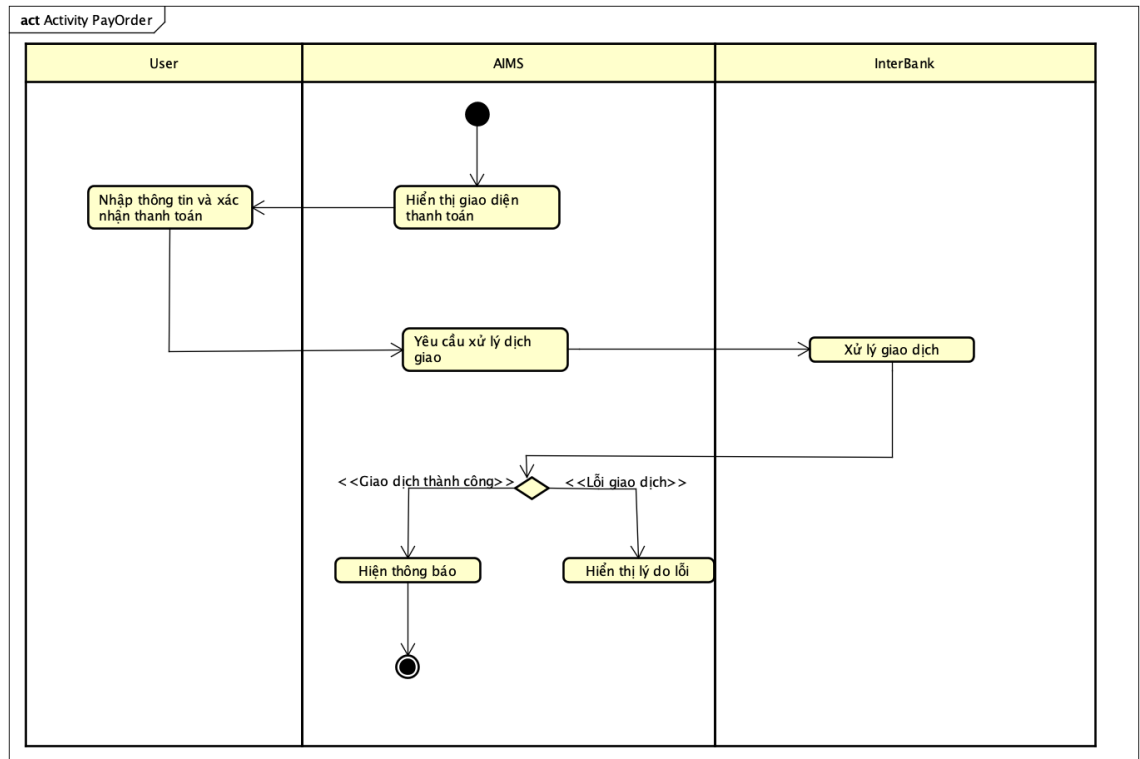 act Activity PayOrder
User
AIMS
InterBank
Nhập thông tin và xác
nhận thanh toán
Hiển thị giao diện
thanh toán
Yêu cầu xử lý dịch
giao
Xử lý giao dịch
<<Giao dịch thành công>>
<<Lỗi giao dịch>>
Hiện thông báo
Hiển thị lý do lỗi